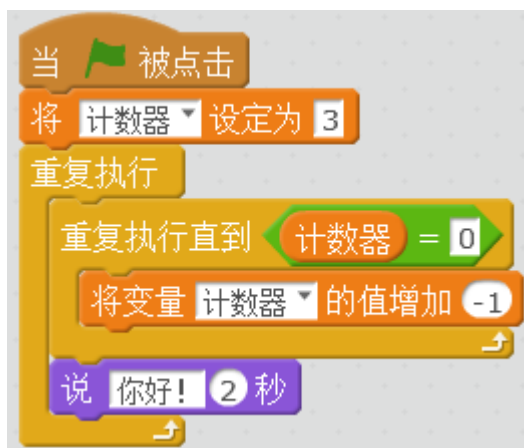 当 被点击
将 计数器 设定为 3
重复执行
重复执行直到 计数器 = 0
将变量 计数器 的值增加 -1
说 你好! 2 秒